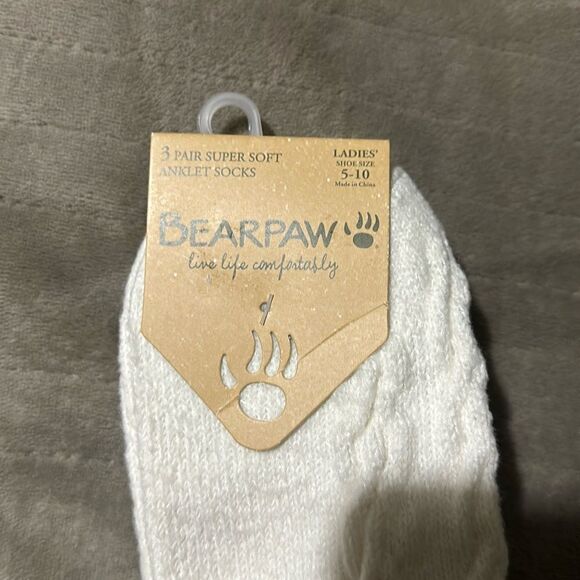 3 PAIR SUPER SOFT
ANKLET SOCKS
LADIES'
SHOE SIZE
5-10
Made in China
BEARPAW
live life comfortably